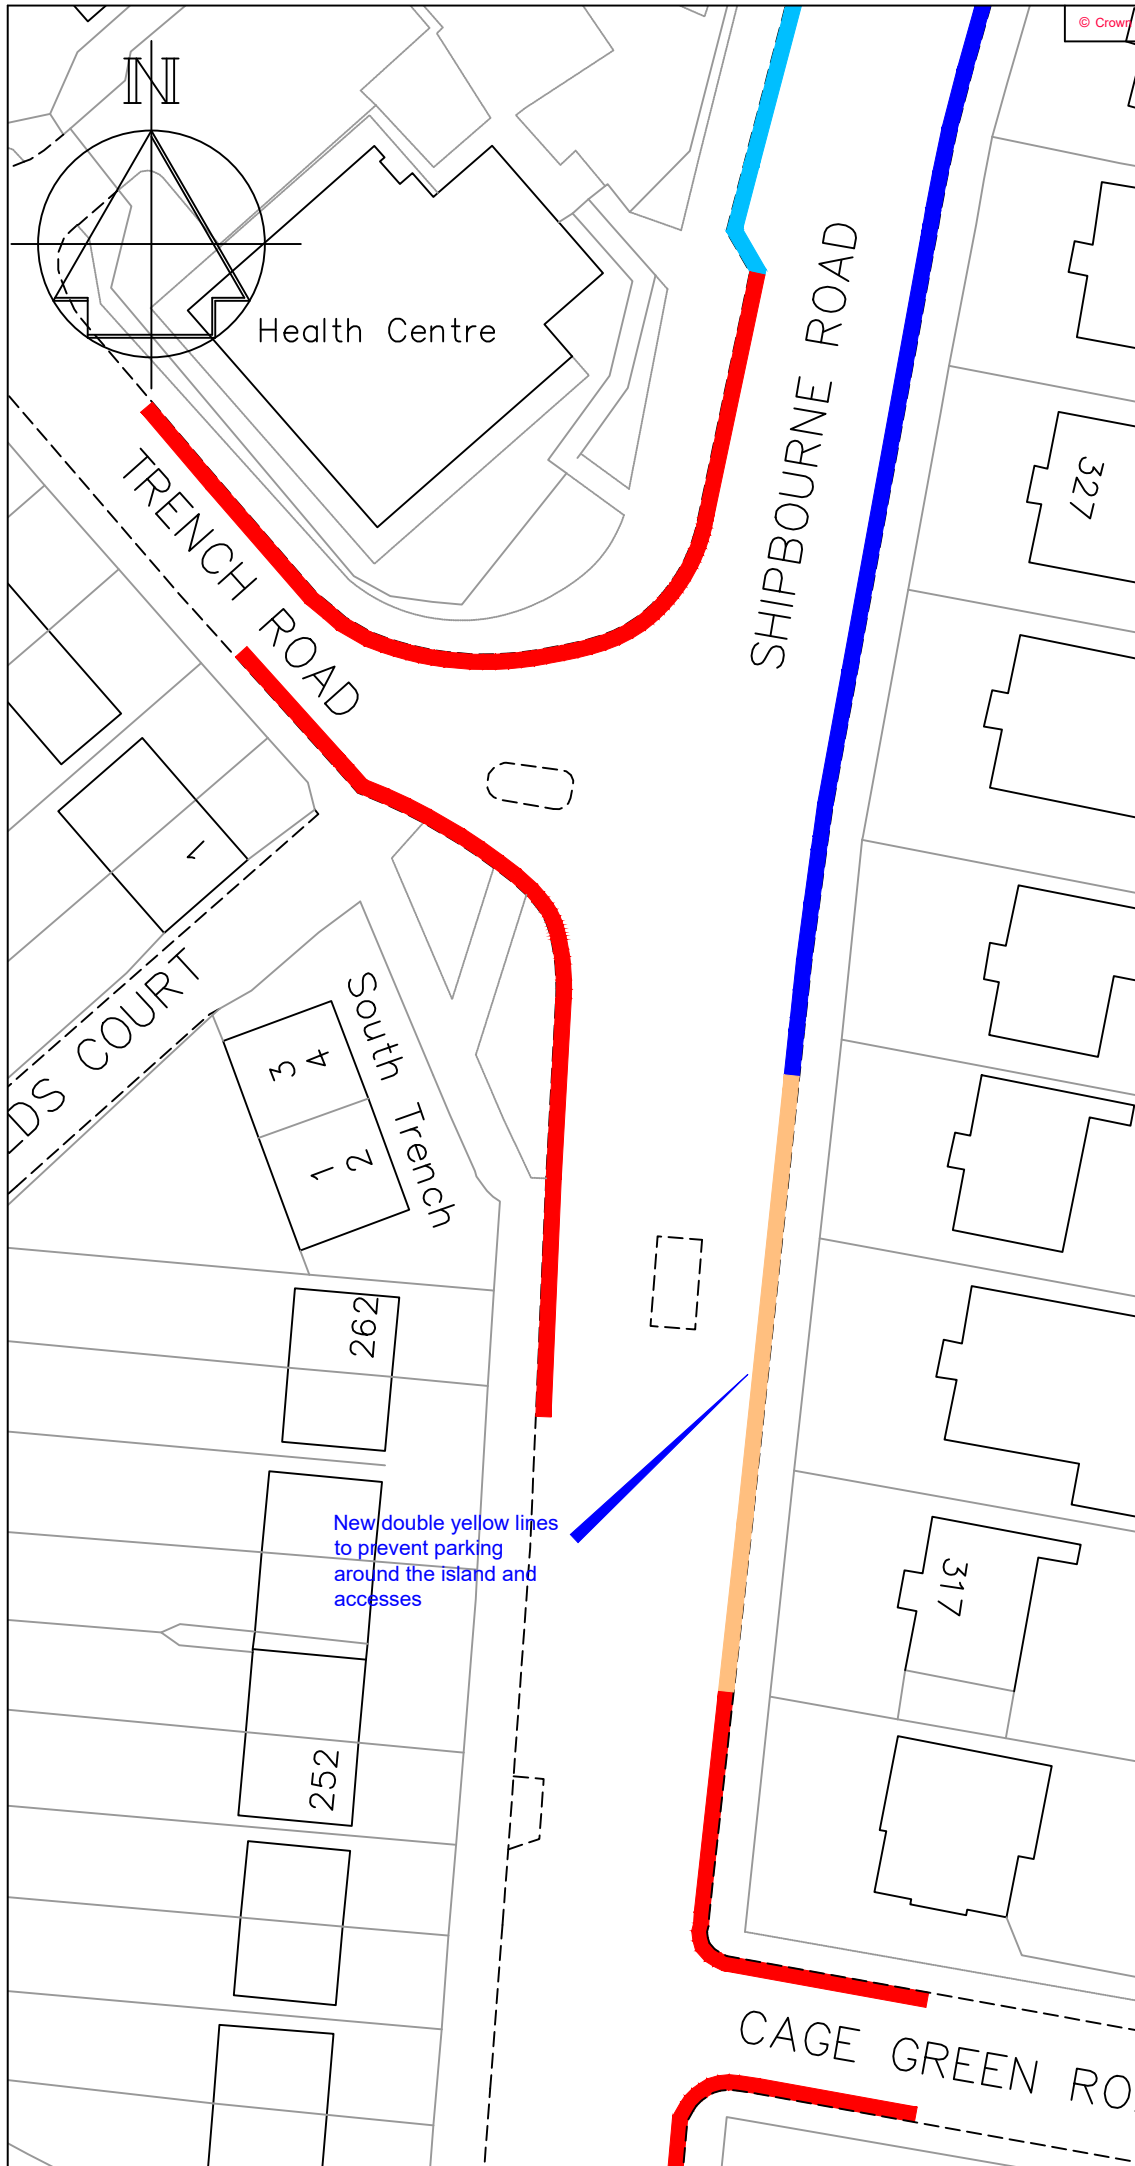 © Crown
N
Health Centre
SHIPBOURNE ROAD
327
TRENCH ROAD
1
DS COURT
South Trench
3
4
1
2
262
New double yellow lines
to prevent parking
around the island and
accesses
317
252
CAGE GREEN RO